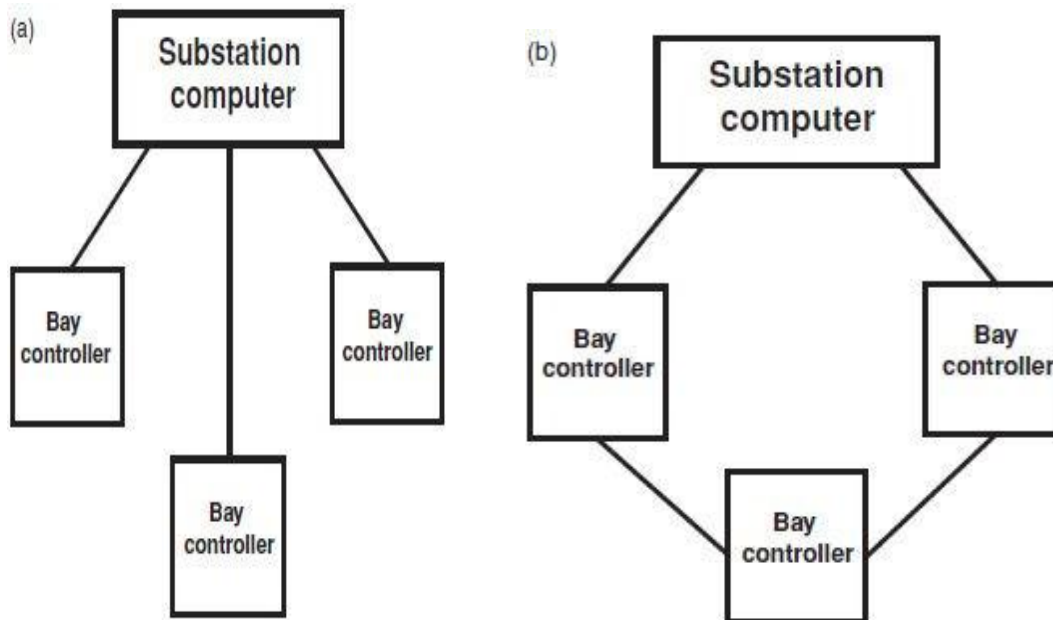 (a)
Substation
computer
Bay
controller
Bay
controller
Bay
controller
(b)
Substation
computer
Bay
controller
Bay
controller
Bay
controller